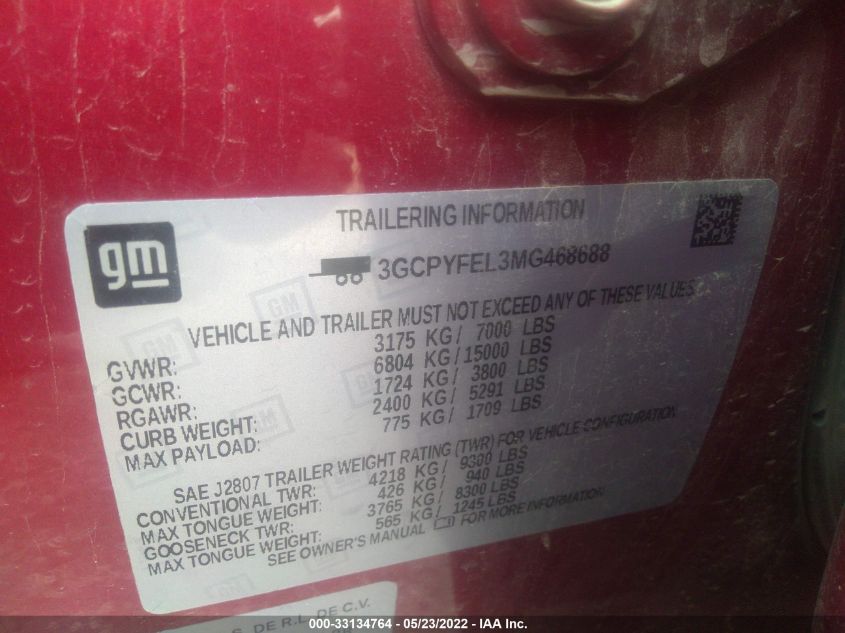 TRAILERING INFORMATION
gm
3GCPYFEL3MG468688
VEHICLE AND TRAILER MUST NOT EXCEED ANY OF THESE VALUES
GVWR: 3175 KG/ 7000 LBS
GCWR: 6804 KG/15000 LBS
RGAWR: 1724 KG/ 3800 LBS
CURB WEIGHT: 2400 KG/ 5291 LBS
MAX PAYLOAD: 775 KG/ 1709 LBS
SAE J2807 TRAILER WEIGHT RATING (TWR) FOR VEHICLE CONFIGURATION
CONVENTIONAL TWR: 4218 KG/ 9300 LBS
MAX TONGUE WEIGHT: 426 KG/ 940 LBS
GOOSENECK TWR: 3765 KG/ 8300 LBS
MAX TONGUE WEIGHT: 565 KG/ 1245 LBS
SEE OWNER'S MANUAL FOR MORE INFORMATION
S. DE R.L. DE C.V.
000-33134764 - 05/23/2022 - IAA Inc.